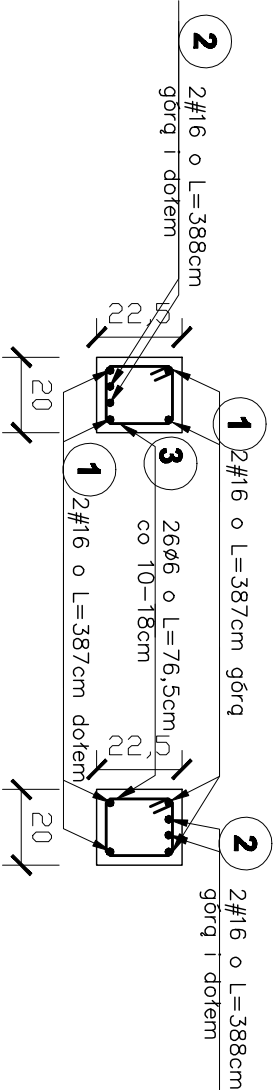 2
2#16 o L=388cm
górą i dołem
22,5
20
1
2#16 o L=387cm górą
3
26ø6 o L=76,5cm
co 10-18cm
1
2#16 o L=387cm dołem
22,5
20
2
2#16 o L=388cm
górą i dołem